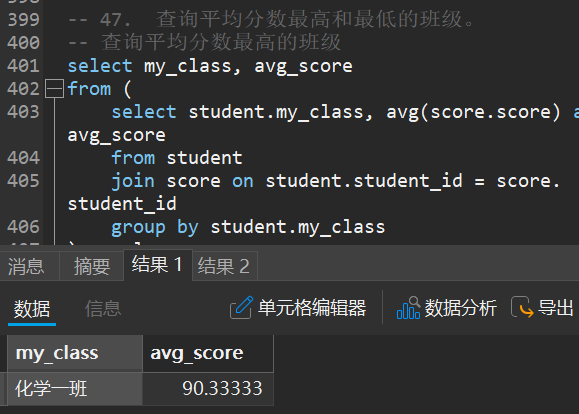 399 -- 47. 查询平均分数最高和最低的班级。
400 -- 查询平均分数最高的班级
401 select my_class, avg_score
402 from (
403 select student.my_class, avg(score.score) a
avg_score
404 from student
405 join score on student.student_id = score.
student_id
406 group by student.my_class
消息 摘要 结果 1 结果 2
数据 信息 单元格编辑器 数据分析 导出
my_class avg_score
化学一班 90.33333